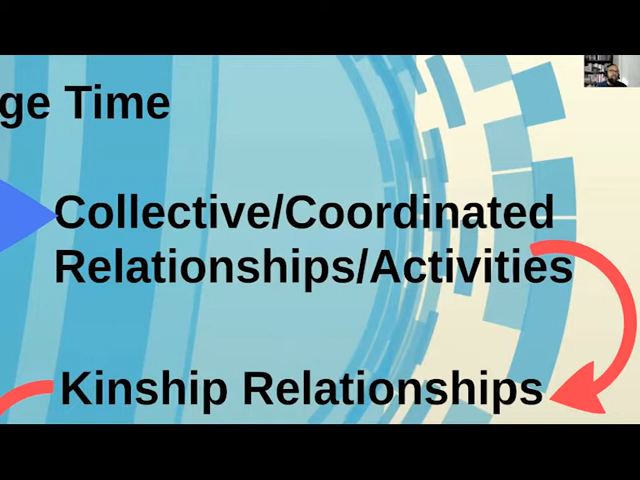 ge Time
Collective/Coordinated
Relationships/Activities
Kinship Relationships